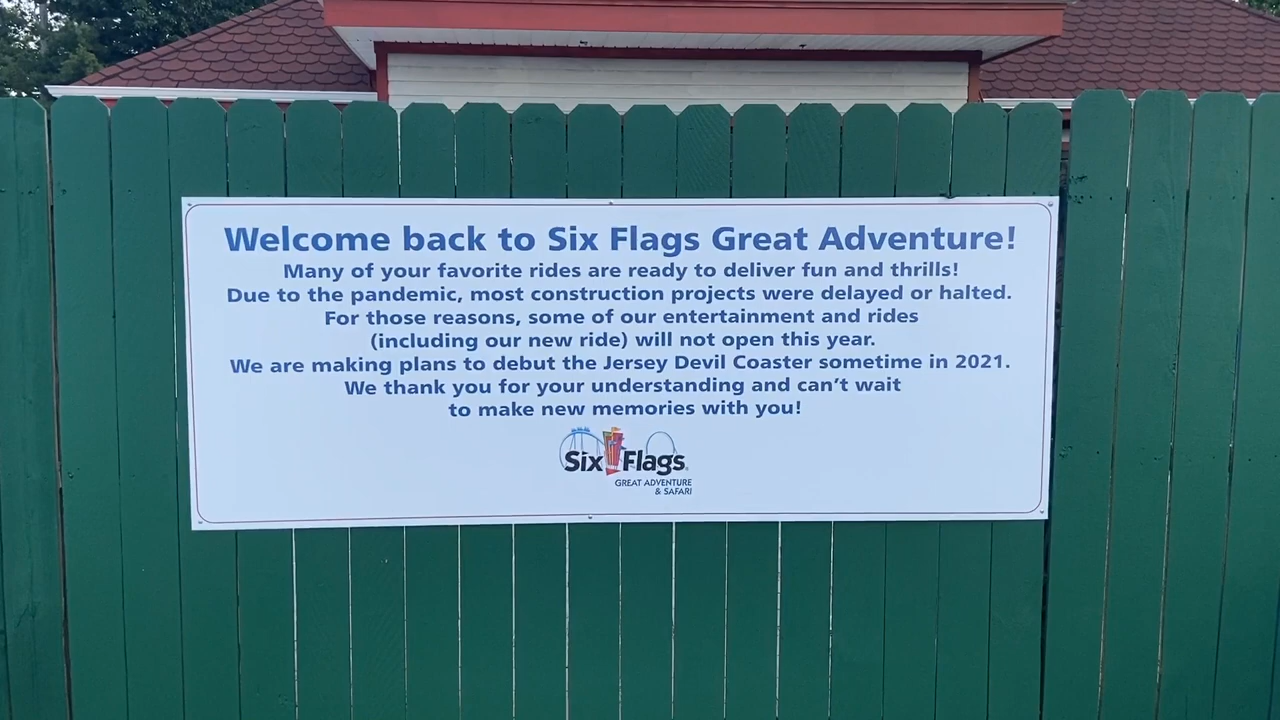 Welcome back to Six Flags Great Adventure!
Many of your favorite rides are ready to deliver fun and thrills!
Due to the pandemic, most construction projects were delayed or halted.
For those reasons, some of our entertainment and rides
(including our new ride) will not open this year.
We are making plans to debut the Jersey Devil Coaster sometime in 2021.
We thank you for your understanding and can't wait
to make new memories with you!
Six Flags
GREAT ADVENTURE
& SAFARI